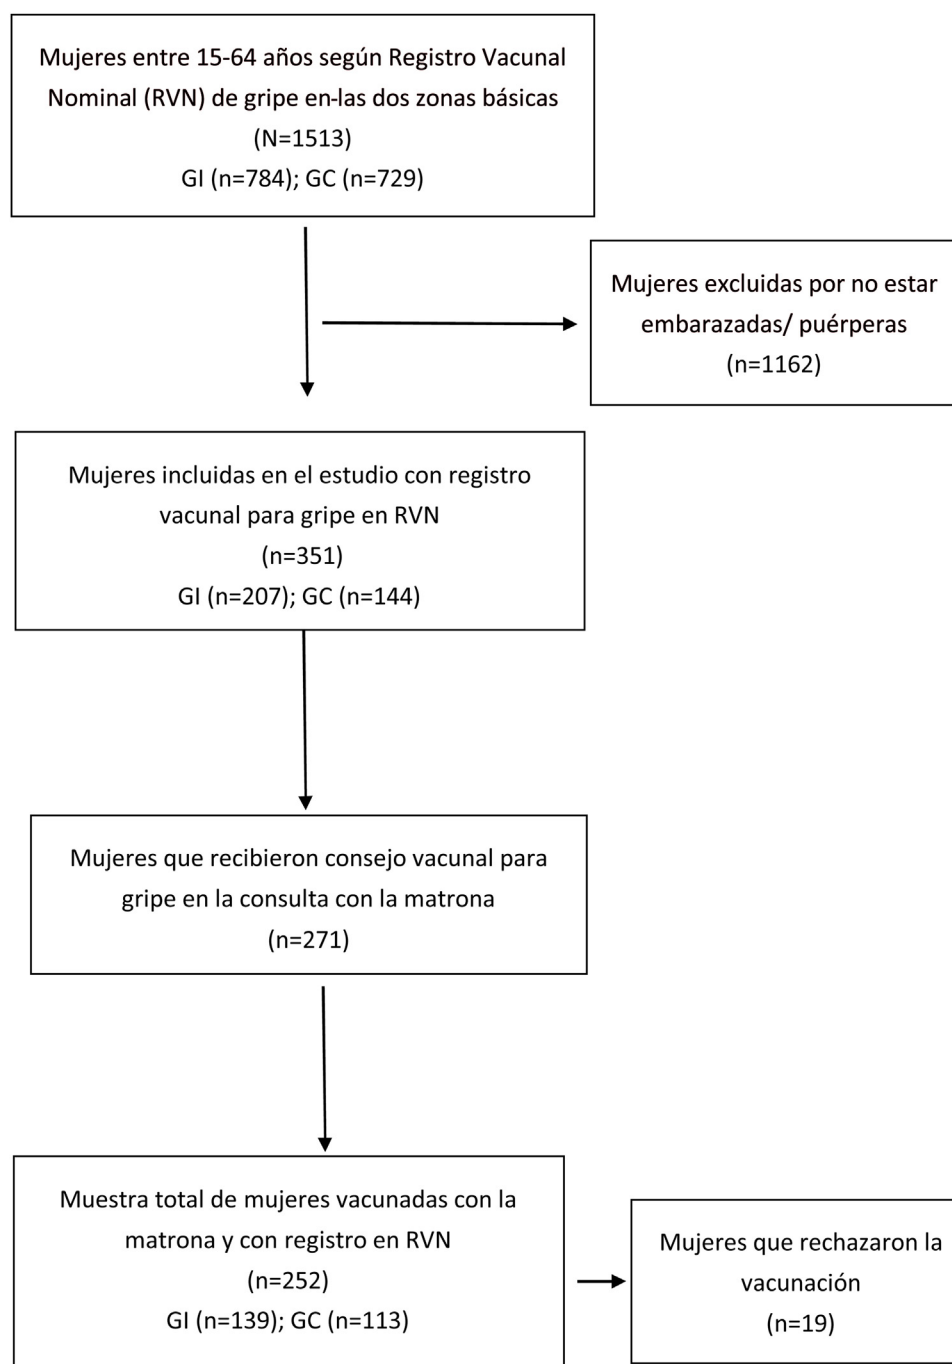 Mujeres entre 15-64 años según Registro Vacunal
Nominal (RVN) de gripe en-las dos zonas básicas
(N=1513)
GI (n=784); GC (n=729)
Mujeres excluidas por no estar
embarazadas/ puérperas
(n=1162)
Mujeres incluidas en el estudio con registro
vacunal para gripe en RVN
(n=351)
GI (n=207); GC (n=144)
Mujeres que recibieron consejo vacunal para
gripe en la consulta con la matrona
(n=271)
Muestra total de mujeres vacunadas con la
matrona y con registro en RVN
(n=252)
GI (n=139); GC (n=113)
Mujeres que rechazaron la
vacunación
(n=19)